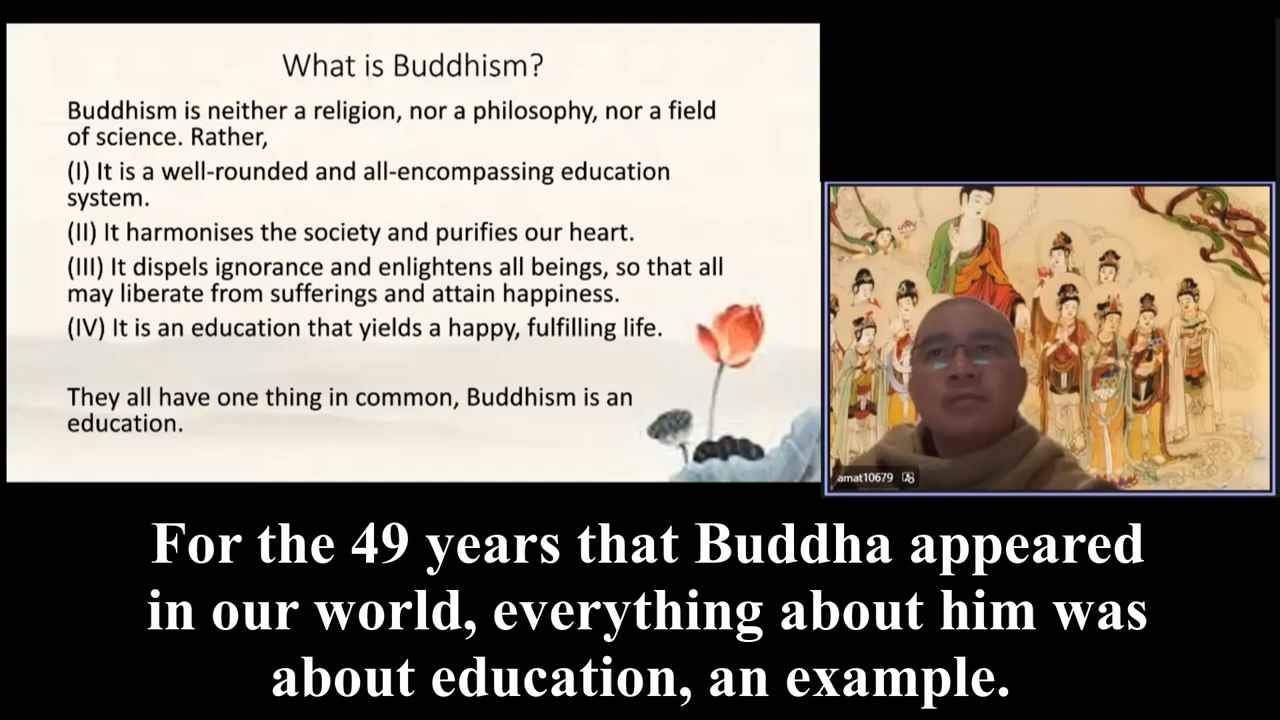 What is Buddhism?
Buddhism is neither a religion, nor a philosophy, nor a field
of science. Rather,
(I) It is a well-rounded and all-encompassing education
system.
(II) It harmonises the society and purifies our heart.
(III) It dispels ignorance and enlightens all beings, so that all
may liberate from sufferings and attain happiness.
(IV) It is an education that yields a happy, fulfilling life.
They all have one thing in common, Buddhism is an
education.
amat10679
For the 49 years that Buddha appeared
in our world, everything about him was
about education, an example.